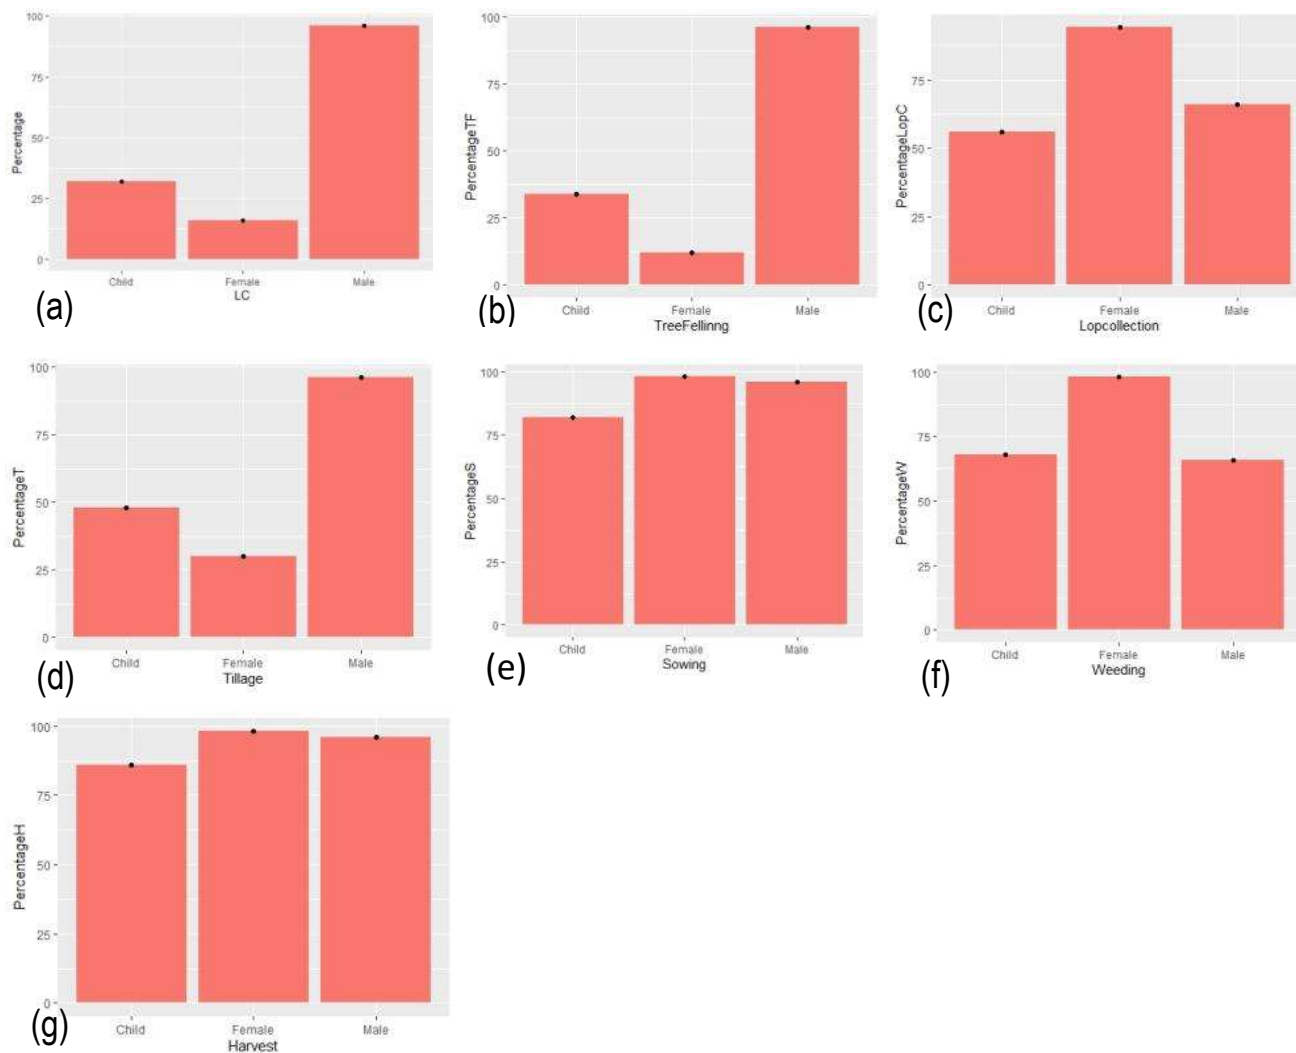 Percentage
100
75
50
25
0
Child Female Male
LC
(a)
PercentageTF
100
75
50
25
0
Child Female Male
TreeFellinng
(b)
PercentageLopC
75
50
25
0
Child Female Male
Lopcollection
(c)
PercentageT
100
75
50
25
0
Child Female Male
Tillage
(d)
PercentageS
100
75
50
25
0
Child Female Male
Sowing
(e)
PercentageW
100
75
50
25
0
Child Female Male
Weeding
(f)
PercentageH
100
75
50
25
0
Child Female Male
Harvest
(g)